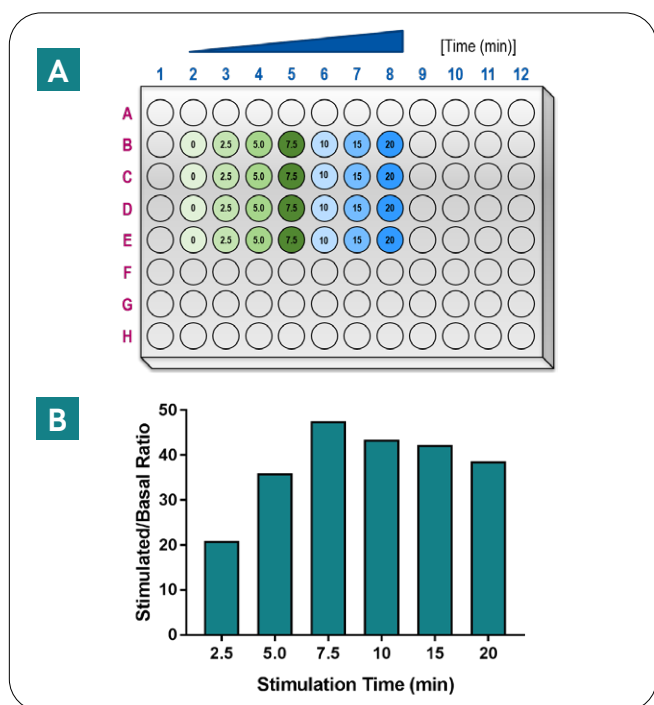 A
[Time (min)]
1 2 3 4 5 6 7 8 9 10 11 12
A
B 0 2.5 5.0 7.5 10 15 20
C 0 2.5 5.0 7.5 10 15 20
D 0 2.5 5.0 7.5 10 15 20
E 0 2.5 5.0 7.5 10 15 20
F
G
H
B
Stimulated/Basal Ratio
50
40
30
20
10
0
2.5 5.0 7.5 10 15 20
Stimulation Time (min)